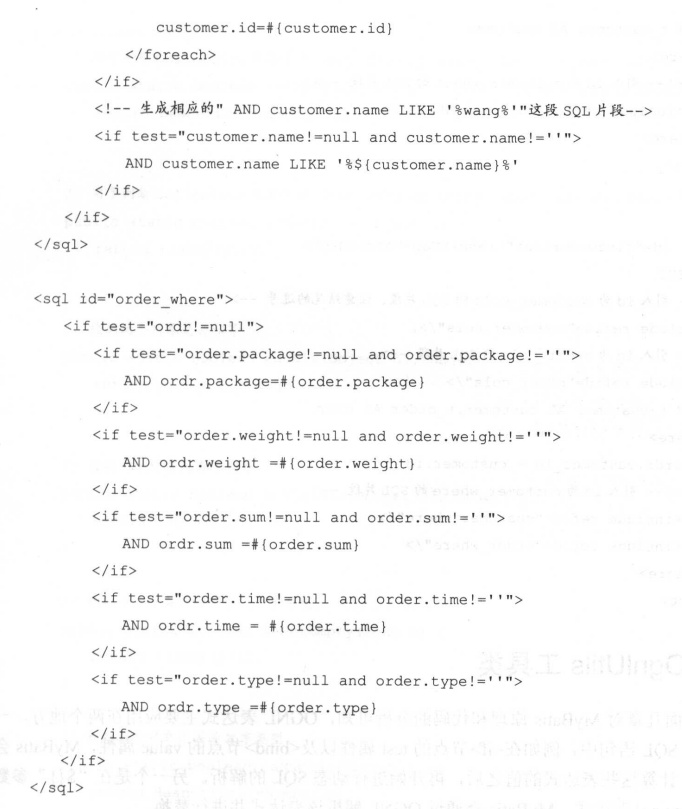 customer.id=#{customer.id}
</foreach>
</if>
<!-- 生成相应的" AND customer.name LIKE '%wang%'"这段 SQL 片段-->
<if test="customer.name!=null and customer.name!=''">
AND customer.name LIKE '%${customer.name}%'
</if>
</if>
</sql>
<sql id="order_where">
<if test="ordr!=null">
<if test="order.package!=null and order.package!=''">
AND ordr.package=#{order.package}
</if>
<if test="order.weight!=null and order.weight!=''">
AND ordr.weight =#{order.weight}
</if>
<if test="order.sum!=null and order.sum!=''">
AND ordr.sum =#{order.sum}
</if>
<if test="order.time!=null and order.time!=''">
AND ordr.time = #{order.time}
</if>
<if test="order.type!=null and order.type!=''">
AND ordr.type =#{order.type}
</if>
</if>
</sql>